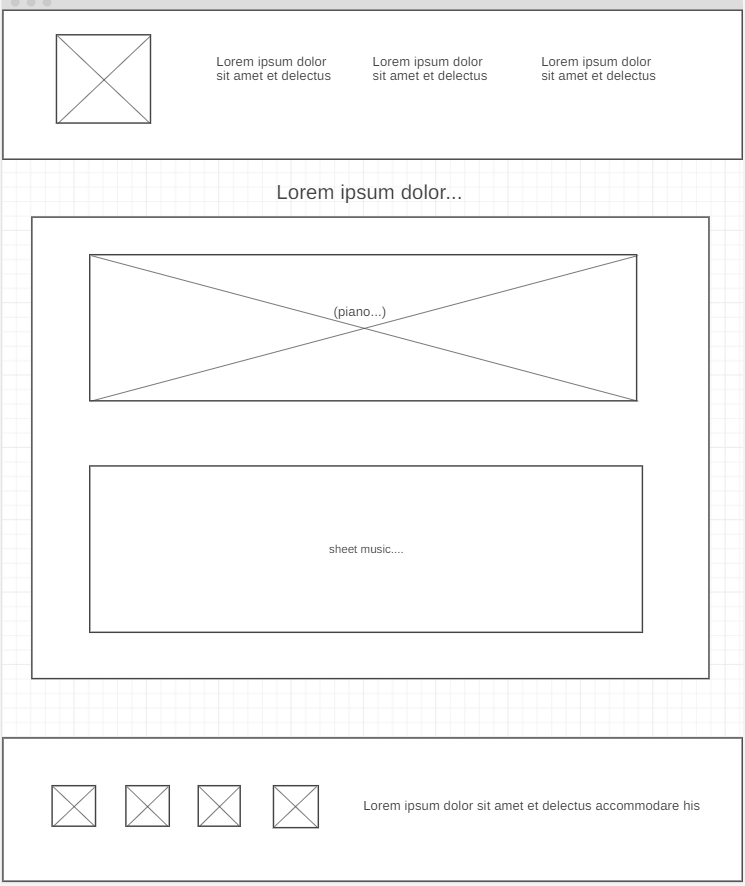 Lorem ipsum dolor
sit amet et delectus
Lorem ipsum dolor
sit amet et delectus
Lorem ipsum dolor
sit amet et delectus
Lorem ipsum dolor...
(piano...)
sheet music....
Lorem ipsum dolor sit amet et delectus accommodare his